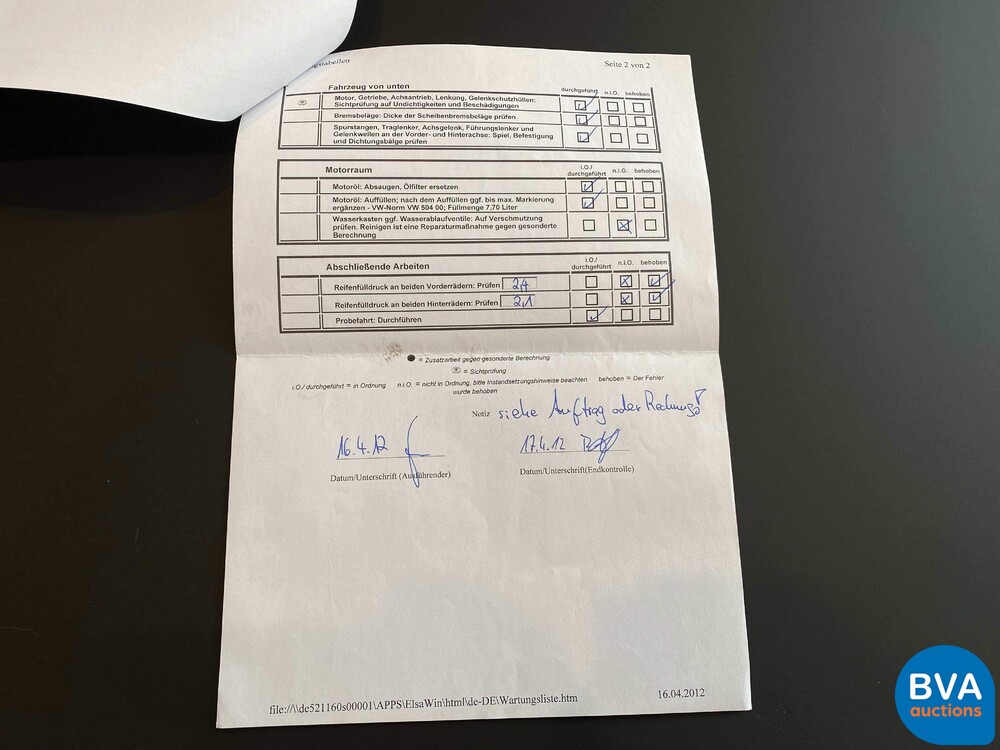 Seite 2 von 2
Fahrzeug von unten
durchgeführt n.i.O. behoben
Motor, Getriebe, Achsantrieb, Lenkung, Gelenkschutzhüllen:
Sichtprüfung auf Undichtigkeiten und Beschädigungen
Bremsbeläge: Dicke der Scheibenbremsbeläge prüfen
Spurstangen, Traglenker, Achsgelenk, Führungslenker und
Gelenkwellen an der Vorder- und Hinterachse: Spiel, Befestigung
und Dichtungsbälge prüfen
Motorraum
i.O./
durchgeführt n.i.O. behoben
Motoröl: Absaugen, Ölfilter ersetzen
Motoröl: Auffüllen; nach dem Auffüllen ggf. bis max. Markierung
ergänzen - VW-Norm VW 504 00; Füllmenge 7,70 Liter
Wasserkasten ggf. Wasserablaufventile: Auf Verschmutzung
prüfen. Reinigen ist eine Reparaturmaßnahme gegen gesonderte
Berechnung
Abschließende Arbeiten
i.O./
durchgeführt n.i.O. behoben
Reifenfülldruck an beiden Vorderrädern: Prüfen 2,4
Reifenfülldruck an beiden Hinterrädern: Prüfen 2,1
Probefahrt: Durchführen
= Zusatzarbeit gegen gesonderte Berechnung
= Sichtprüfung
i.O./ durchgeführt = in Ordnung n.i.O. = nicht in Ordnung, bitte Instandsetzungshinweise beachten behoben = Der Fehler
wurde behoben
Notiz siehe Auftrag oder Rechnung
16.4.12 17.4.12
Datum/Unterschrift (Ausführender) Datum/Unterschrift(Endkontrolle)
file://\\de521160s00001\APPS\ElsaWin\html\de-DE\Wartungsliste.htm 16.04.2012
BVA
auctions